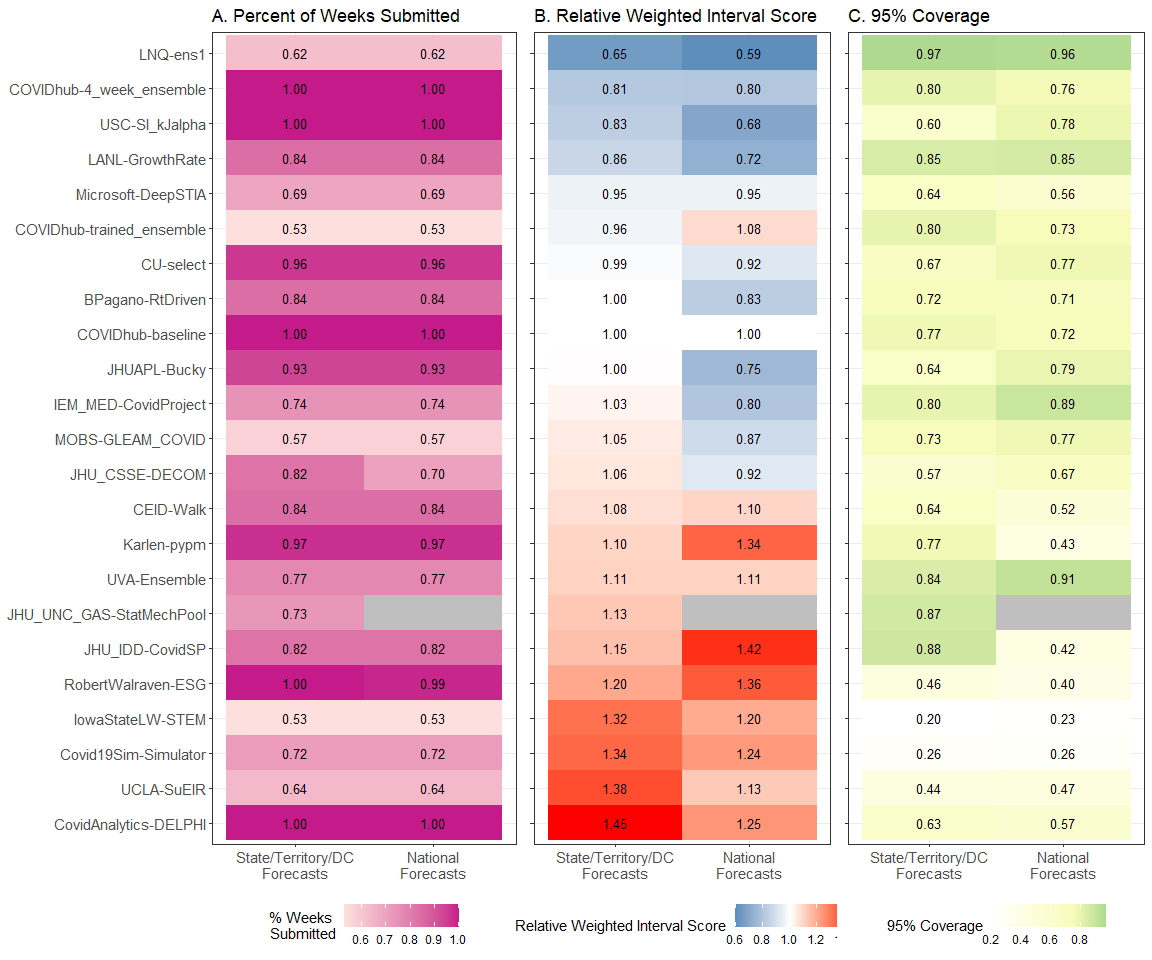 A. Percent of Weeks Submitted B. Relative Weighted Interval Score C. 95% Coverage
LNQ-ens1 0.62 0.62 0.65 0.59 0.97 0.96
COVIDhub-4_week_ensemble 1.00 1.00 0.81 0.80 0.80 0.76
USC-SI_kJalpha 1.00 1.00 0.83 0.68 0.60 0.78
LANL-GrowthRate 0.84 0.84 0.86 0.72 0.85 0.85
Microsoft-DeepSTIA 0.69 0.69 0.95 0.95 0.64 0.56
COVIDhub-trained_ensemble 0.53 0.53 0.96 1.08 0.80 0.73
CU-select 0.96 0.96 0.99 0.92 0.67 0.77
BPagano-RtDriven 0.84 0.84 1.00 0.83 0.72 0.71
COVIDhub-baseline 1.00 1.00 1.00 1.00 0.77 0.72
JHUAPL-Bucky 0.93 0.93 1.00 0.75 0.64 0.79
IEM_MED-CovidProject 0.74 0.74 1.03 0.80 0.80 0.89
MOBS-GLEAM_COVID 0.57 0.57 1.05 0.87 0.73 0.77
JHU_CSSE-DECOM 0.82 0.70 1.06 0.92 0.57 0.67
CEID-Walk 0.84 0.84 1.08 1.10 0.64 0.52
Karlen-pypm 0.97 0.97 1.10 1.34 0.77 0.43
UVA-Ensemble 0.77 0.77 1.11 1.11 0.84 0.91
JHU_UNC_GAS-StatMechPool 0.73 1.13 0.87
JHU_IDD-CovidSP 0.82 0.82 1.15 1.42 0.88 0.42
RobertWalraven-ESG 1.00 0.99 1.20 1.36 0.46 0.40
IowaStateLW-STEM 0.53 0.53 1.32 1.20 0.20 0.23
Covid19Sim-Simulator 0.72 0.72 1.34 1.24 0.26 0.26
UCLA-SuEIR 0.64 0.64 1.38 1.13 0.44 0.47
CovidAnalytics-DELPHI 1.00 1.00 1.45 1.25 0.63 0.57
State/Territory/DC National State/Territory/DC National State/Territory/DC National
Forecasts Forecasts Forecasts Forecasts Forecasts Forecasts
% Weeks
Submitted
0.6 0.7 0.8 0.9 1.0
Relative Weighted Interval Score
0.6 0.8 1.0 1.2
95% Coverage
0.2 0.4 0.6 0.8